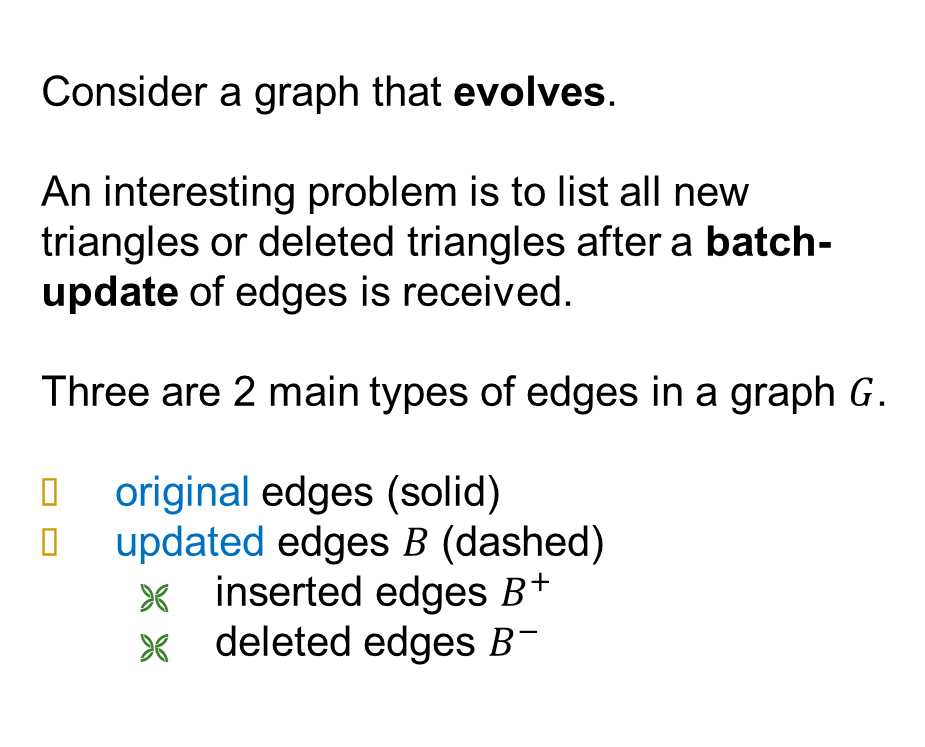 Consider a graph that evolves.
An interesting problem is to list all new
triangles or deleted triangles after a batch-
update of edges is received.
Three are 2 main types of edges in a graph G.
original edges (solid)
updated edges B (dashed)
inserted edges B⁺
deleted edges B⁻